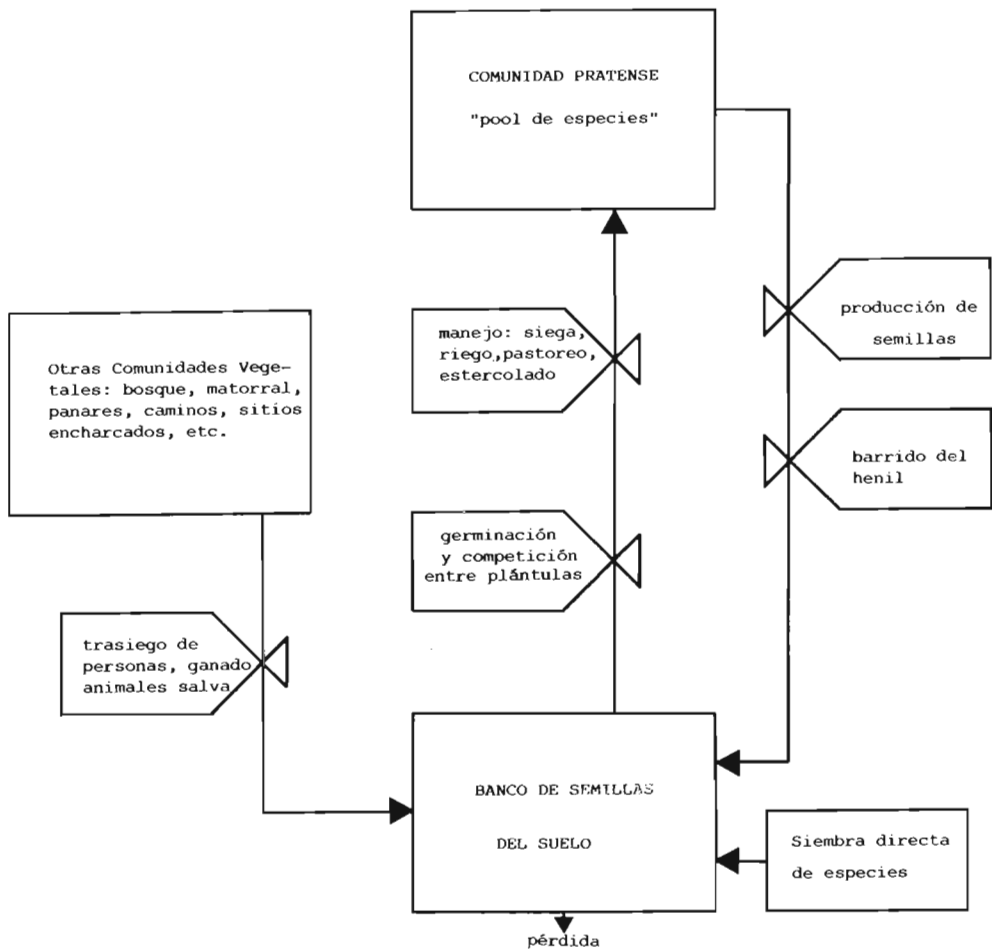 COMUNIDAD PRATENSE
"pool de especies"
producción de
semillas
manejo: siega,
riego,pastoreo,
estercolado
Otras Comunidades Vege-
tales: bosque, matorral,
panares, caminos, sitios
encharcados, etc.
barrido del
henil
germinación
y competición
entre plántulas
trasiego de
personas, ganado
animales salva.
BANCO DE SEMILLAS
DEL SUELO
Siembra directa
de especies
pérdida